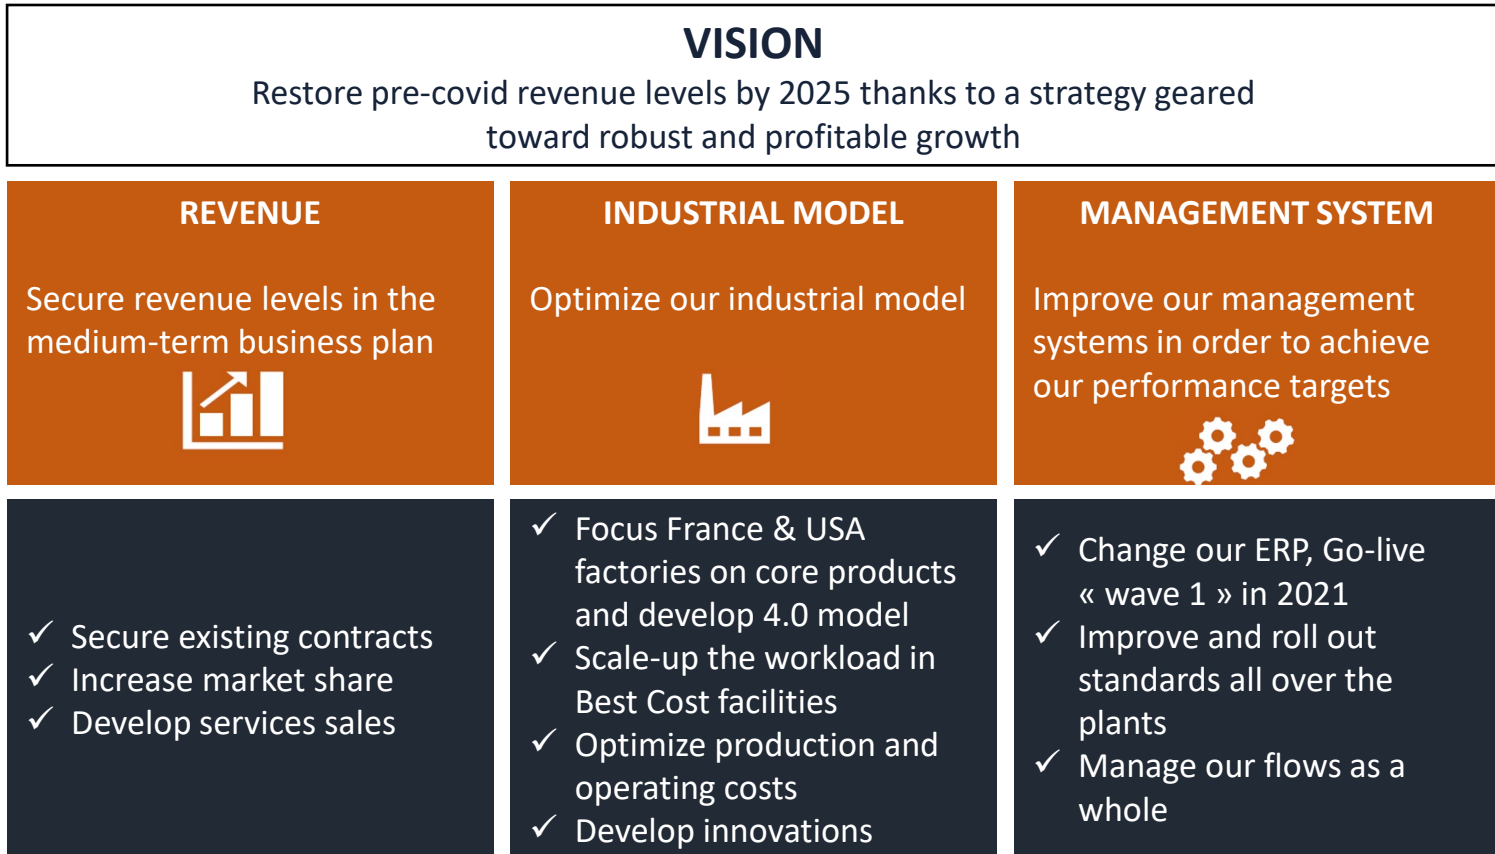 VISION
Restore pre-covid revenue levels by 2025 thanks to a strategy geared
toward robust and profitable growth
REVENUE
Secure revenue levels in the
medium-term business plan
✓ Secure existing contracts
✓ Increase market share
✓ Develop services sales
INDUSTRIAL MODEL
Optimize our industrial model
✓ Focus France & USA
factories on core products
and develop 4.0 model
✓ Scale-up the workload in
Best Cost facilities
✓ Optimize production and
operating costs
✓ Develop innovations
MANAGEMENT SYSTEM
Improve our management
systems in order to achieve
our performance targets
✓ Change our ERP, Go-live
« wave 1 » in 2021
✓ Improve and roll out
standards all over the
plants
✓ Manage our flows as a
whole